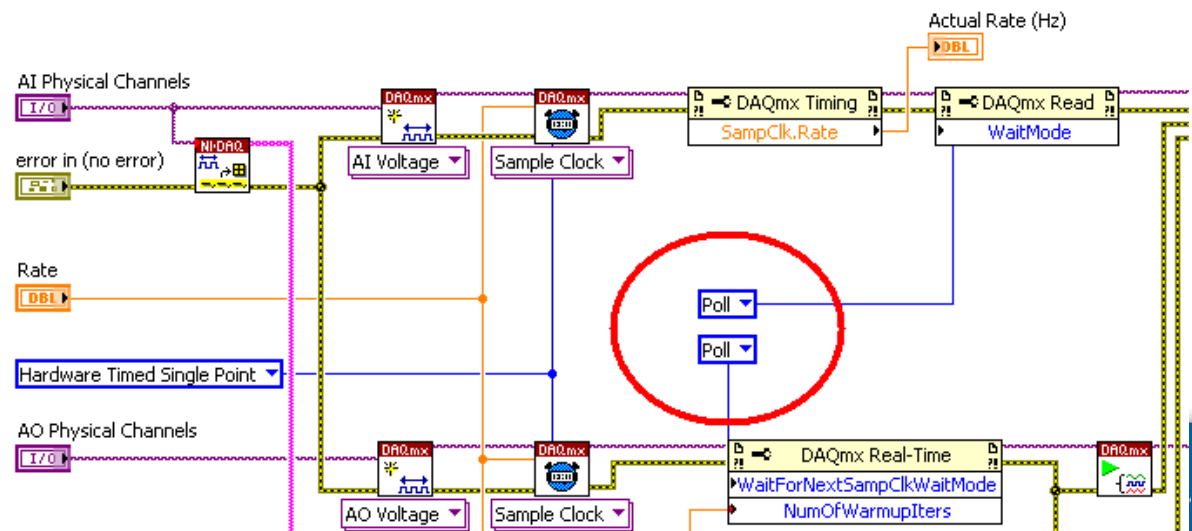 Actual Rate (Hz)
DBL
AI Physical Channels
I/O
DAQmx
DAQmx
DAQmx Timing
SampClk.Rate
DAQmx Read
WaitMode
NI-DAQ
AI Voltage
Sample Clock
error in (no error)
Rate
DBL
Poll
Poll
Hardware Timed Single Point
AO Physical Channels
I/O
DAQmx
DAQmx
DAQmx Real-Time
WaitForNextSampClkWaitMode
NumOfWarmupIters
DAQmx
AO Voltage
Sample Clock